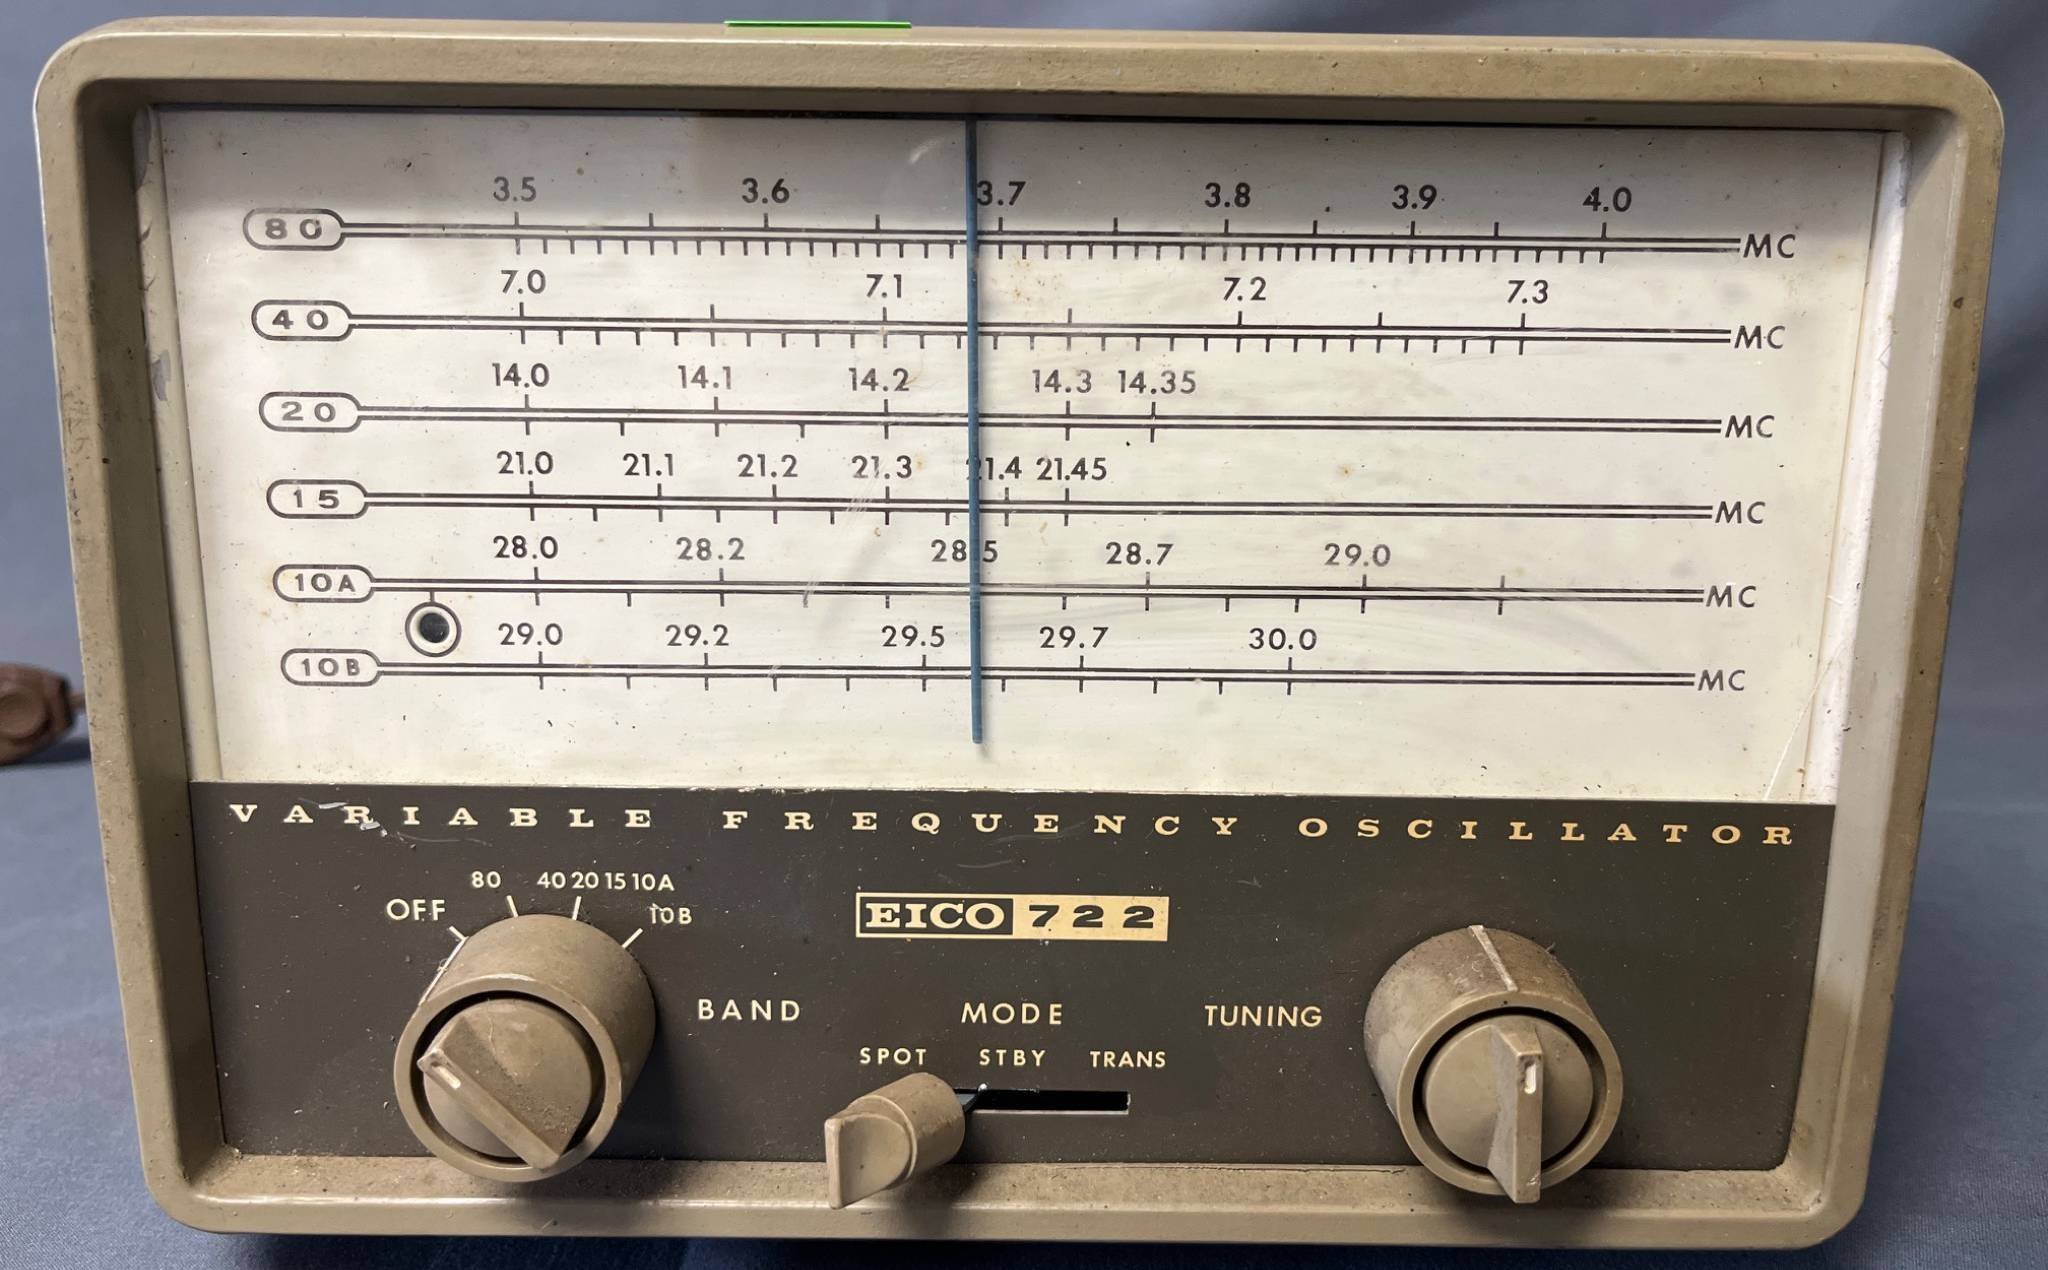 3.5 3.6 3.7 3.8 3.9 4.0
80 MC
7.0 7.1 7.2 7.3
40 MC
14.0 14.1 14.2 14.3 14.35
20 MC
21.0 21.1 21.2 21.3 21.4 21.45
15 MC
28.0 28.2 28.5 28.7 29.0
10A MC
29.0 29.2 29.5 29.7 30.0
10B MC
VARIABLE FREQUENCY OSCILLATOR
80 40 20 15 10A
OFF 10B
EICO 722
BAND MODE TUNING
SPOT STBY TRANS